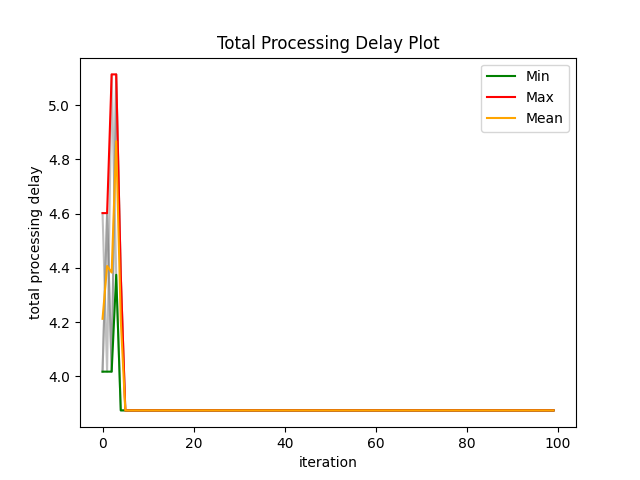 Total Processing Delay Plot
Min
Max
Mean
total processing delay
5.0
4.8
4.6
4.4
4.2
4.0
0 20 40 60 80 100
iteration